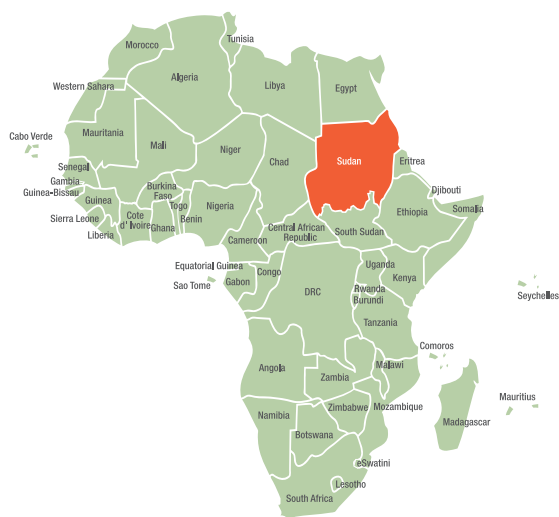 Tunisia
Morocco
Algeria
Libya
Egypt
Western Sahara
Mauritania
Mali
Niger
Chad
Sudan
Eritrea
Cabo Verde
Senegal
Gambia
Guinea-Bissau
Guinea
Burkina
Faso
Togo
Benin
Nigeria
Djibouti
Somalia
Ethiopia
Sierra Leone
Liberia
Cote
d' Ivoire
Ghana
Cameroon
Central African
Republic
South Sudan
Equatorial Guinea
Sao Tome
Gabon
Congo
DRC
Uganda
Kenya
Rwanda
Burundi
Tanzania
Seychelles
Comoros
Angola
Zambia
Malawi
Mozambique
Zimbabwe
Namibia
Botswana
Madagascar
Mauritius
eSwatini
Lesotho
South Africa